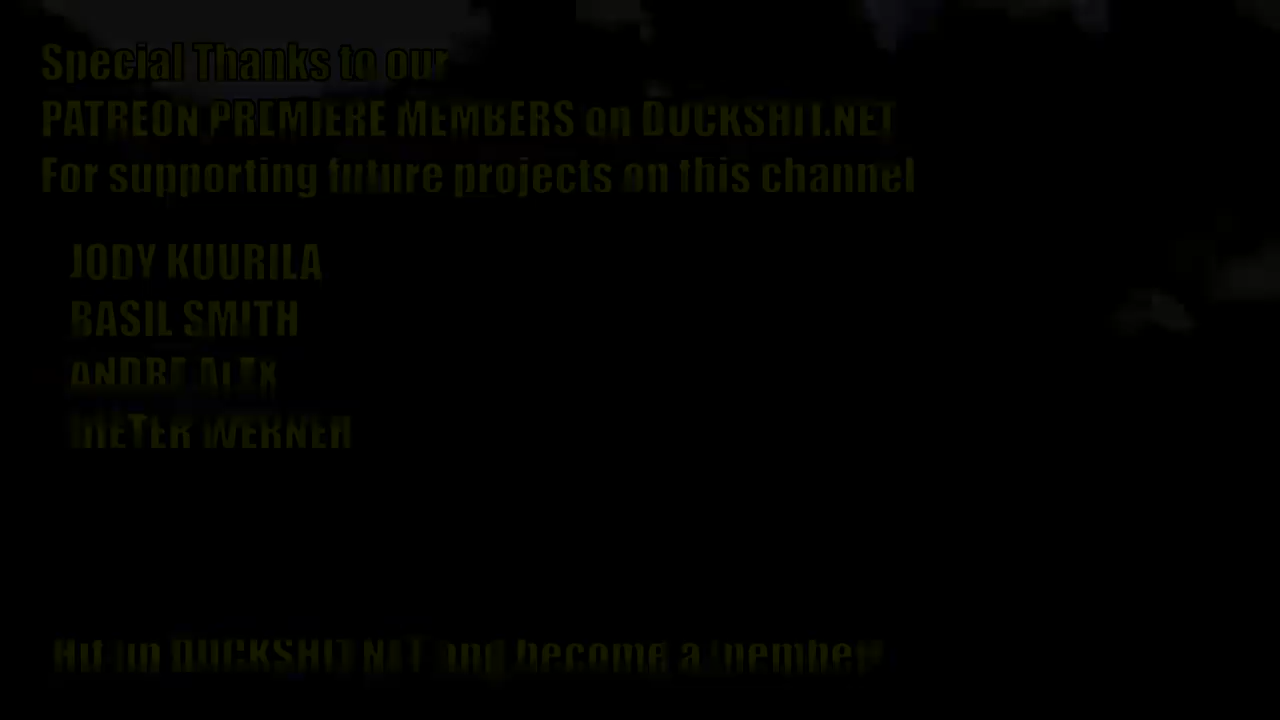 Special Thanks to our
PATREON PREMIERE MEMBERS on DUCKSHIT.NET
For supporting future projects on this channel
JODY KUURILA
BASIL SMITH
ANDRE ALEX
DIETER WERNER
Hit up DUCKSHIT.NET and become a member